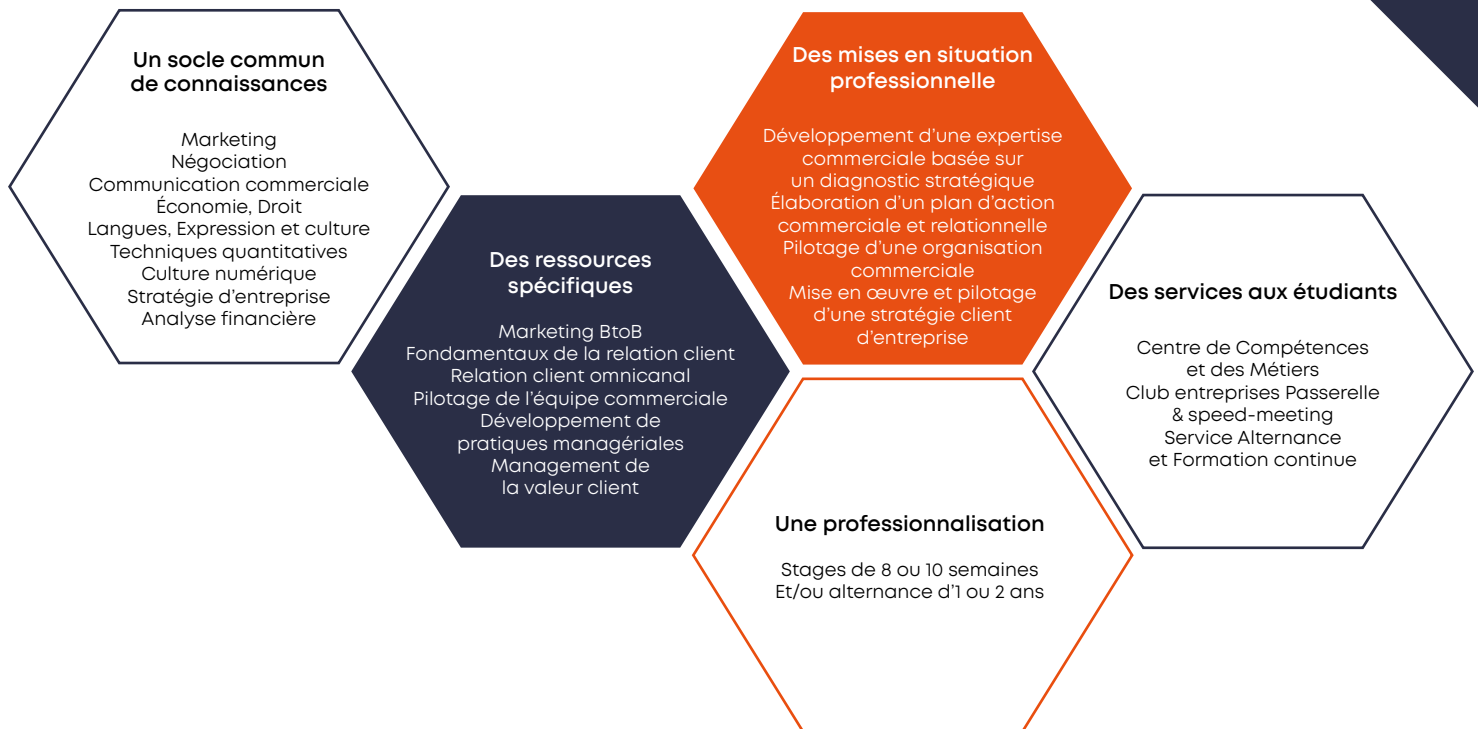 Un socle commun
de connaissances
Marketing
Négociation
Communication commerciale
Économie, Droit
Langues, Expression et culture
Techniques quantitatives
Culture numérique
Stratégie d’entreprise
Analyse financière
Des ressources
spécifiques
Marketing BtoB
Fondamentaux de la relation client
Relation client omnicanal
Pilotage de l’équipe commerciale
Développement de
pratiques managériales
Management de
la valeur client
Des mises en situation
professionnelle
Développement d’une expertise
commerciale basée sur
un diagnostic stratégique
Élaboration d’un plan d’action
commerciale et relationnelle
Pilotage d’une organisation
commerciale
Mise en œuvre et pilotage
d’une stratégie client
d’entreprise
Une professionnalisation
Stages de 8 ou 10 semaines
Et/ou alternance d’1 ou 2 ans
Des services aux étudiants
Centre de Compétences
et des Métiers
Club entreprises Passerelle
& speed-meeting
Service Alternance
et Formation continue